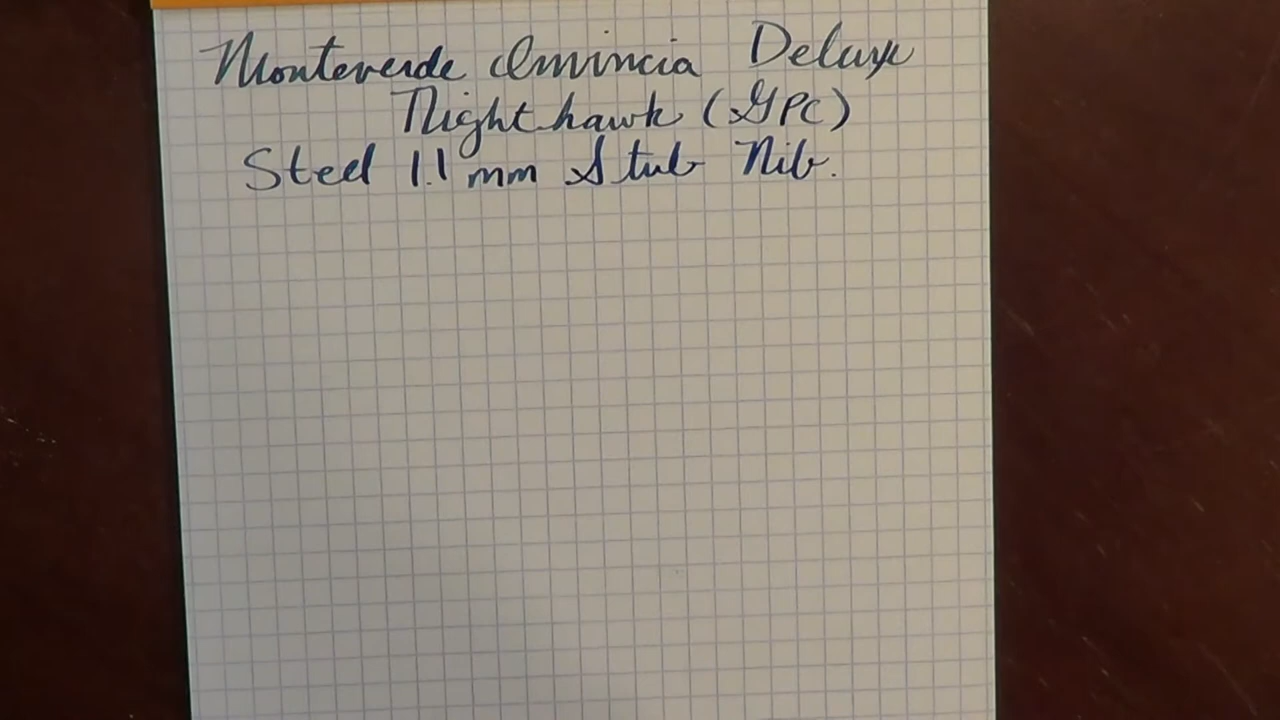 Monteverde Invincia Deluxe
Nighthawk (GPC)
Steel 1.1 mm Stub Nib.